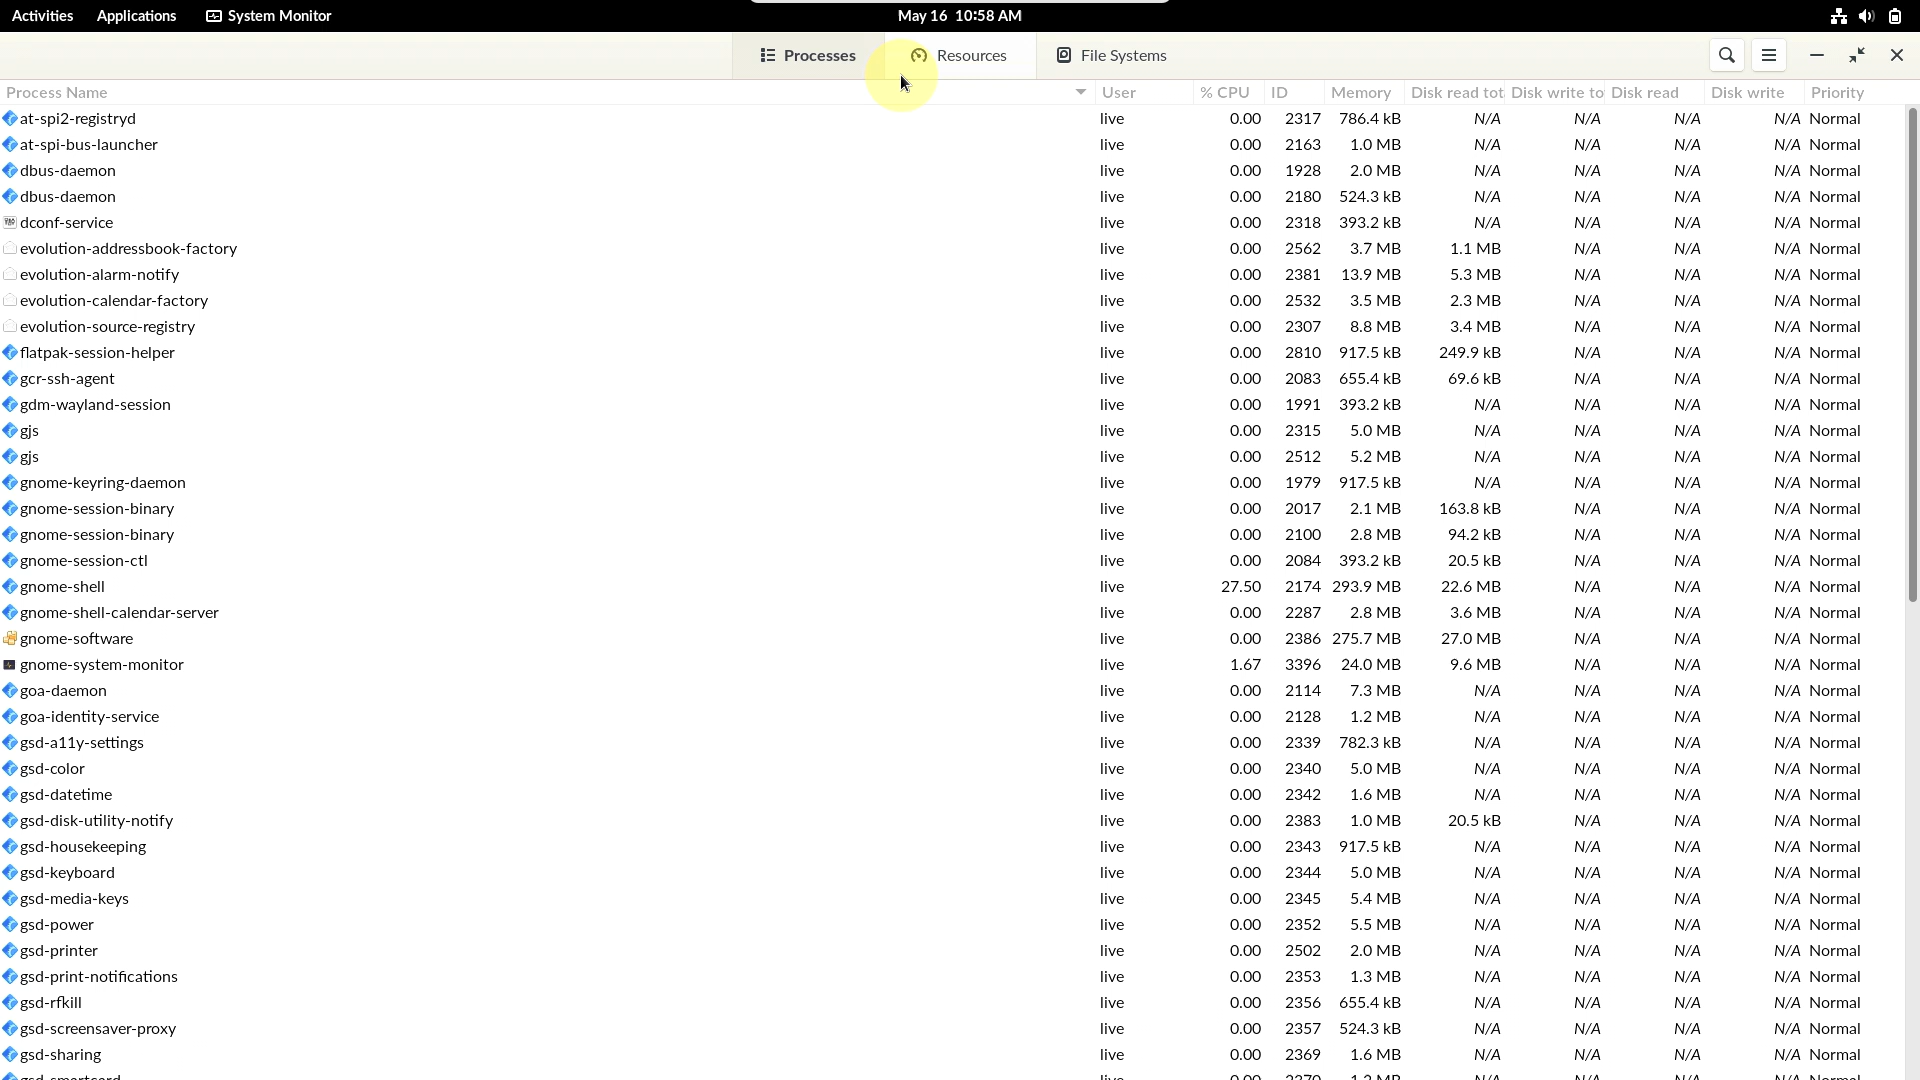 Activities Applications System Monitor May 16 10:58 AM
Processes Resources File Systems
Process Name User % CPU ID Memory Disk read tot Disk write to Disk read Disk write Priority
at-spi2-registryd live 0.00 2317 786.4 kB N/A N/A N/A N/A Normal
at-spi-bus-launcher live 0.00 2163 1.0 MB N/A N/A N/A N/A Normal
dbus-daemon live 0.00 1928 2.0 MB N/A N/A N/A N/A Normal
dbus-daemon live 0.00 2180 524.3 kB N/A N/A N/A N/A Normal
dconf-service live 0.00 2318 393.2 kB N/A N/A N/A N/A Normal
evolution-addressbook-factory live 0.00 2562 3.7 MB 1.1 MB N/A N/A N/A Normal
evolution-alarm-notify live 0.00 2381 13.9 MB 5.3 MB N/A N/A N/A Normal
evolution-calendar-factory live 0.00 2532 3.5 MB 2.3 MB N/A N/A N/A Normal
evolution-source-registry live 0.00 2307 8.8 MB 3.4 MB N/A N/A N/A Normal
flatpak-session-helper live 0.00 2810 917.5 kB 249.9 kB N/A N/A N/A Normal
gcr-ssh-agent live 0.00 2083 655.4 kB 69.6 kB N/A N/A N/A Normal
gdm-wayland-session live 0.00 1991 393.2 kB N/A N/A N/A N/A Normal
gjs live 0.00 2315 5.0 MB N/A N/A N/A N/A Normal
gjs live 0.00 2512 5.2 MB N/A N/A N/A N/A Normal
gnome-keyring-daemon live 0.00 1979 917.5 kB N/A N/A N/A N/A Normal
gnome-session-binary live 0.00 2017 2.1 MB 163.8 kB N/A N/A N/A Normal
gnome-session-binary live 0.00 2100 2.8 MB 94.2 kB N/A N/A N/A Normal
gnome-session-ctl live 0.00 2084 393.2 kB 20.5 kB N/A N/A N/A Normal
gnome-shell live 27.50 2174 293.9 MB 22.6 MB N/A N/A N/A Normal
gnome-shell-calendar-server live 0.00 2287 2.8 MB 3.6 MB N/A N/A N/A Normal
gnome-software live 0.00 2386 275.7 MB 27.0 MB N/A N/A N/A Normal
gnome-system-monitor live 1.67 3396 24.0 MB 9.6 MB N/A N/A N/A Normal
goa-daemon live 0.00 2114 7.3 MB N/A N/A N/A N/A Normal
goa-identity-service live 0.00 2128 1.2 MB N/A N/A N/A N/A Normal
gsd-a11y-settings live 0.00 2339 782.3 kB N/A N/A N/A N/A Normal
gsd-color live 0.00 2340 5.0 MB N/A N/A N/A N/A Normal
gsd-datetime live 0.00 2342 1.6 MB N/A N/A N/A N/A Normal
gsd-disk-utility-notify live 0.00 2383 1.0 MB 20.5 kB N/A N/A N/A Normal
gsd-housekeeping live 0.00 2343 917.5 kB N/A N/A N/A N/A Normal
gsd-keyboard live 0.00 2344 5.0 MB N/A N/A N/A N/A Normal
gsd-media-keys live 0.00 2345 5.4 MB N/A N/A N/A N/A Normal
gsd-power live 0.00 2352 5.5 MB N/A N/A N/A N/A Normal
gsd-printer live 0.00 2502 2.0 MB N/A N/A N/A N/A Normal
gsd-print-notifications live 0.00 2353 1.3 MB N/A N/A N/A N/A Normal
gsd-rfkill live 0.00 2356 655.4 kB N/A N/A N/A N/A Normal
gsd-screensaver-proxy live 0.00 2357 524.3 kB N/A N/A N/A N/A Normal
gsd-sharing live 0.00 2369 1.6 MB N/A N/A N/A N/A Normal